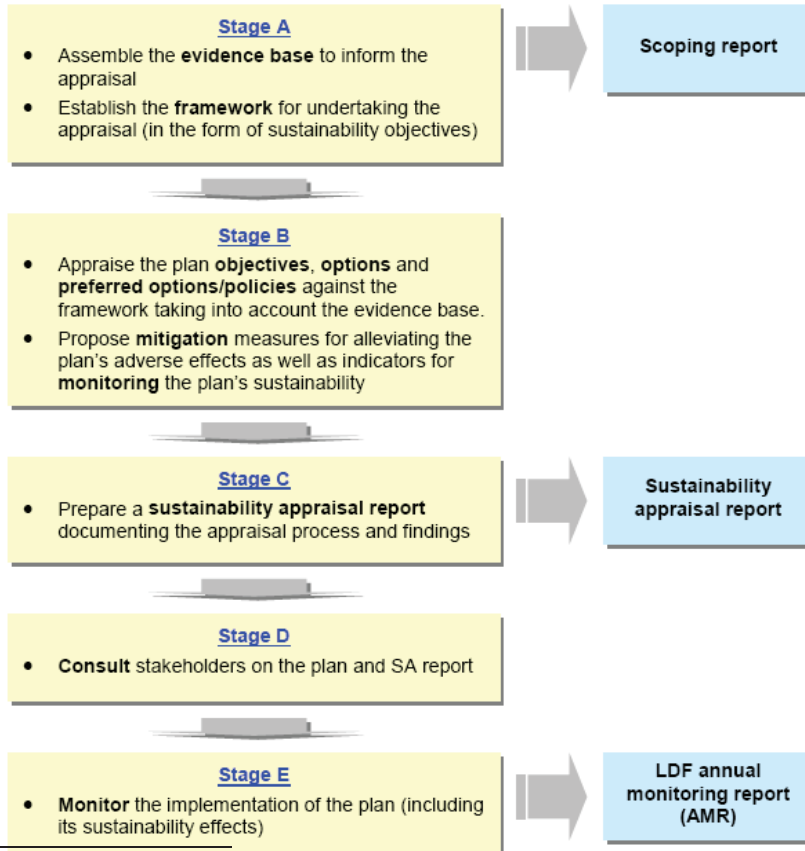 Stage A
• Assemble the evidence base to inform the
appraisal
• Establish the framework for undertaking the
appraisal (in the form of sustainability objectives)
Scoping report
Stage B
• Appraise the plan objectives, options and
preferred options/policies against the
framework taking into account the evidence base.
• Propose mitigation measures for alleviating the
plan's adverse effects as well as indicators for
monitoring the plan's sustainability
Stage C
• Prepare a sustainability appraisal report
documenting the appraisal process and findings
Sustainability
appraisal report
Stage D
• Consult stakeholders on the plan and SA report
Stage E
• Monitor the implementation of the plan (including
its sustainability effects)
LDF annual
monitoring report
(AMR)